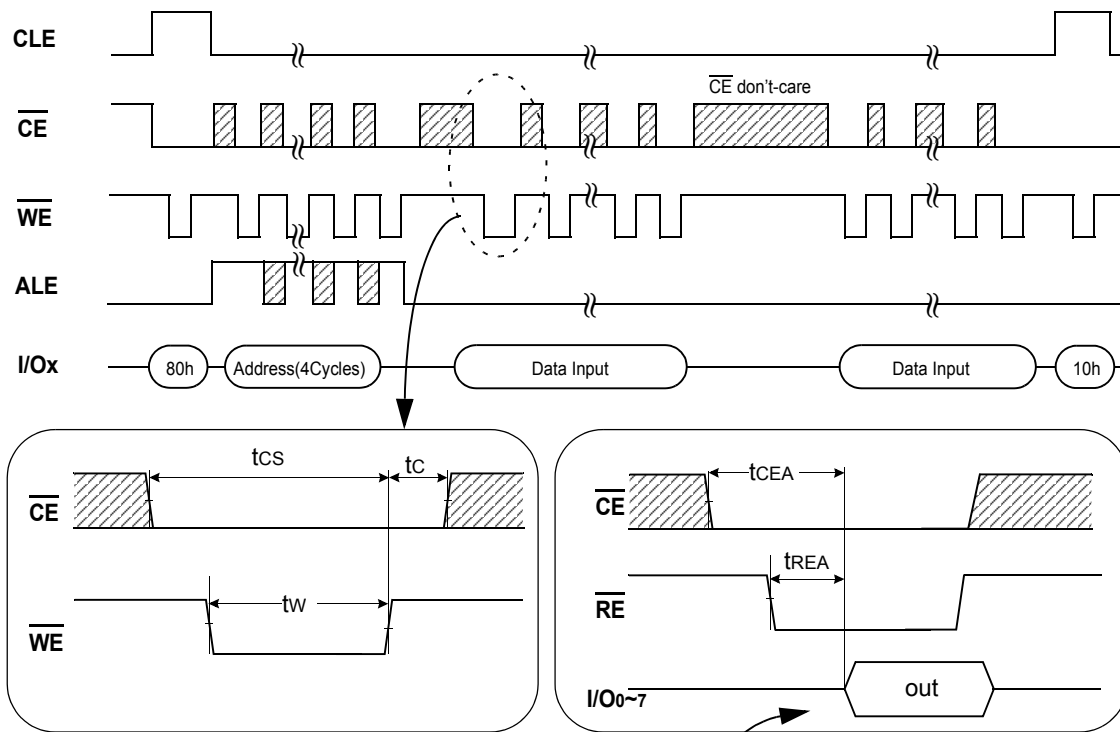 CLE
CE don't-care
CE
WE
ALE
I/Ox
80h
Address(4Cycles)
Data Input
Data Input
10h
tCS
tC
CE
tW
WE
tCEA
CE
tREA
RE
I/O0~7
out